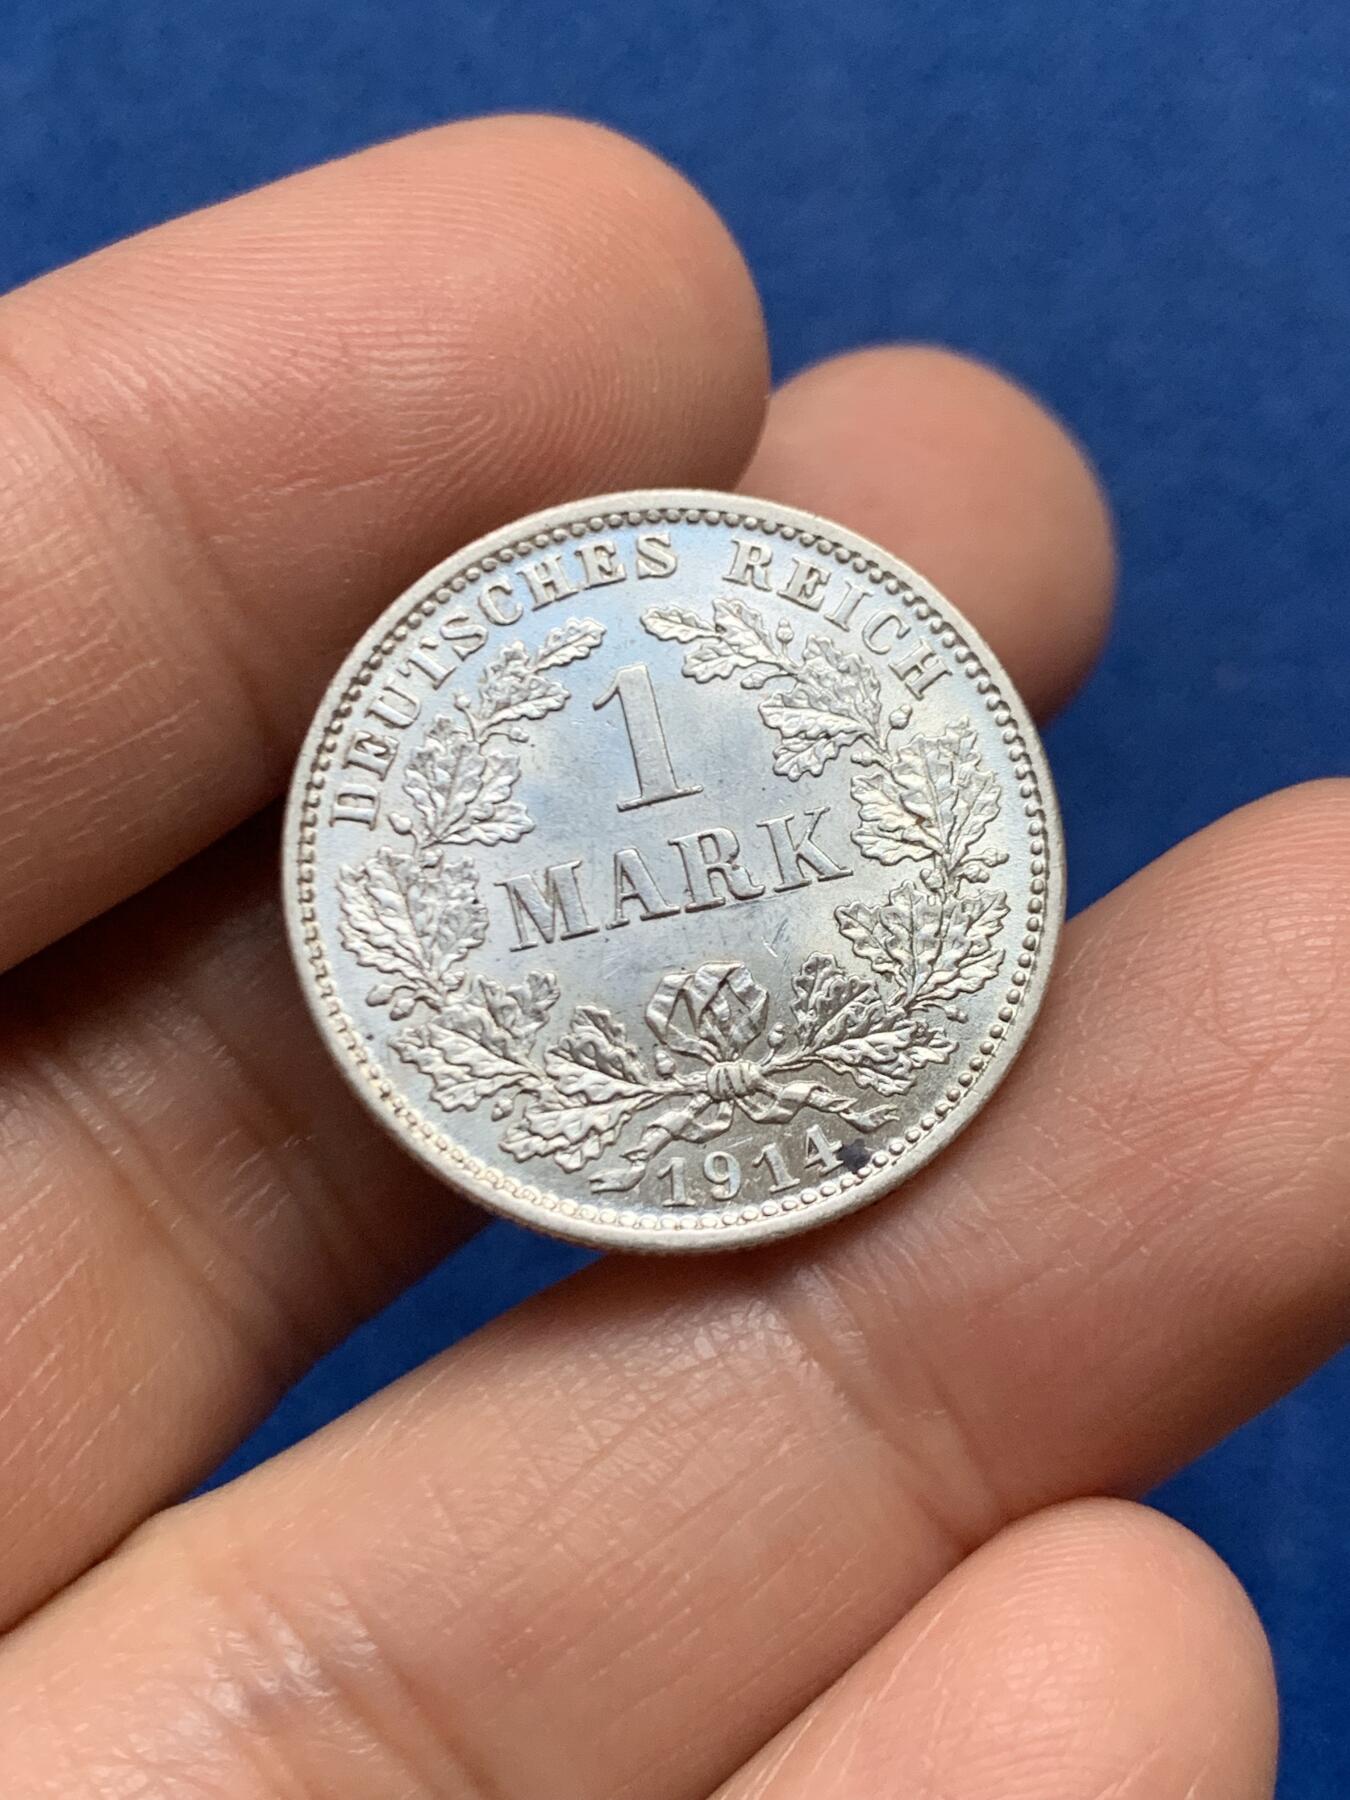 DEUTSCHES REICH
1
MARK
1914